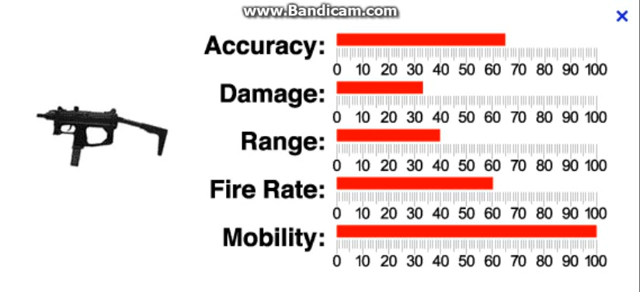 www.Bandicam.com
Accuracy:
0 10 20 30 40 50 60 70 80 90 100
Damage:
0 10 20 30 40 50 60 70 80 90 100
Range:
0 10 20 30 40 50 60 70 80 90 100
Fire Rate:
0 10 20 30 40 50 60 70 80 90 100
Mobility:
0 10 20 30 40 50 60 70 80 90 100